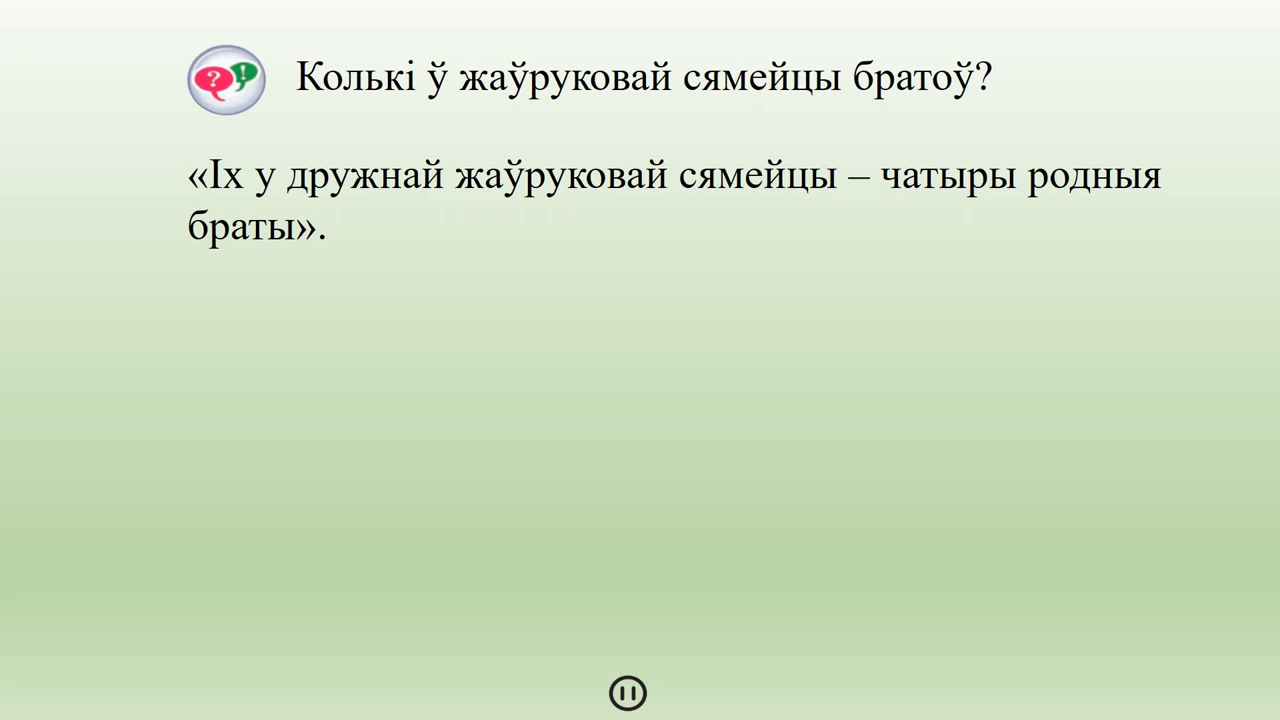 Колькі ў жаўруковай сямейцы братоў?
«Іх у дружнай жаўруковай сямейцы – чатыры родныя
браты».